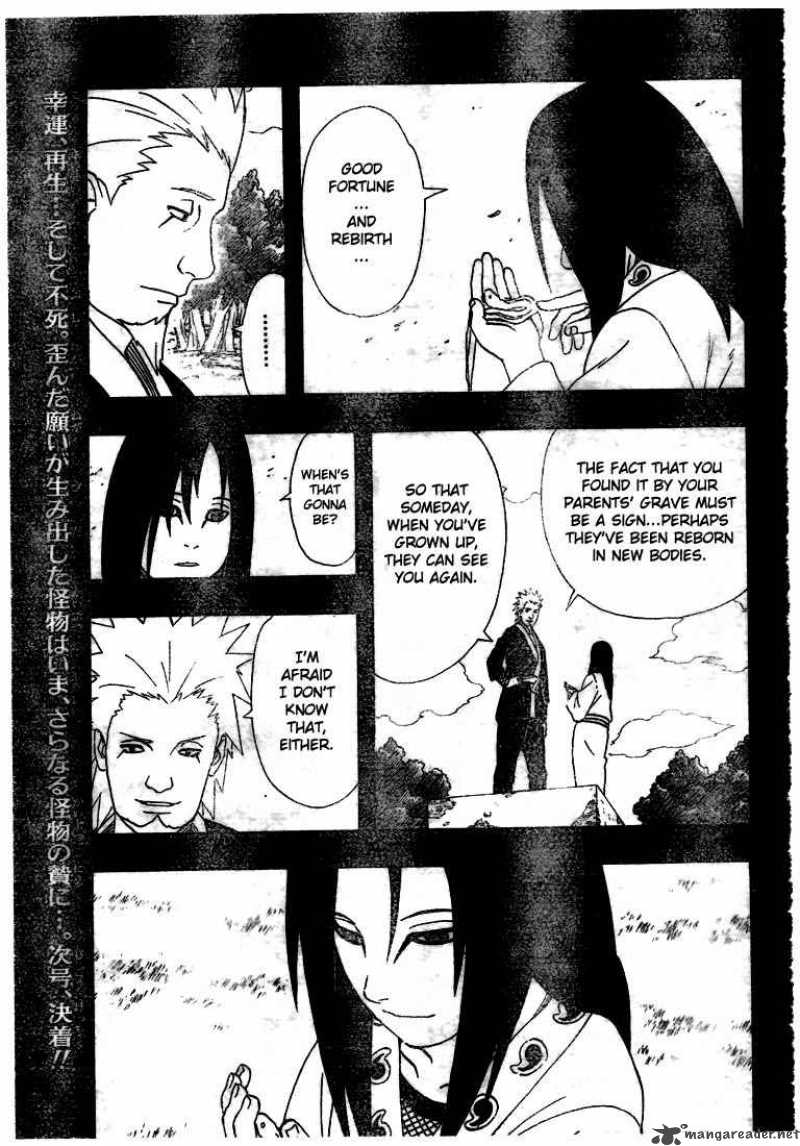 GOOD
FORTUNE
...
AND
REBIRTH
...
.........
THE FACT THAT YOU
FOUND IT BY YOUR
PARENTS' GRAVE MUST
BE A SIGN...PERHAPS
THEY'VE BEEN REBORN
IN NEW BODIES.
SO THAT
SOMEDAY,
WHEN YOU'VE
GROWN UP,
THEY CAN SEE
YOU AGAIN.
WHEN'S
THAT
GONNA
BE?
I'M
AFRAID
I DON'T
KNOW
THAT,
EITHER.
幸運、再生…そして不死。歪んだ願いが生み出した怪物はいま、さらなる怪物の贄に…。次号、決着!!
mangareader.net